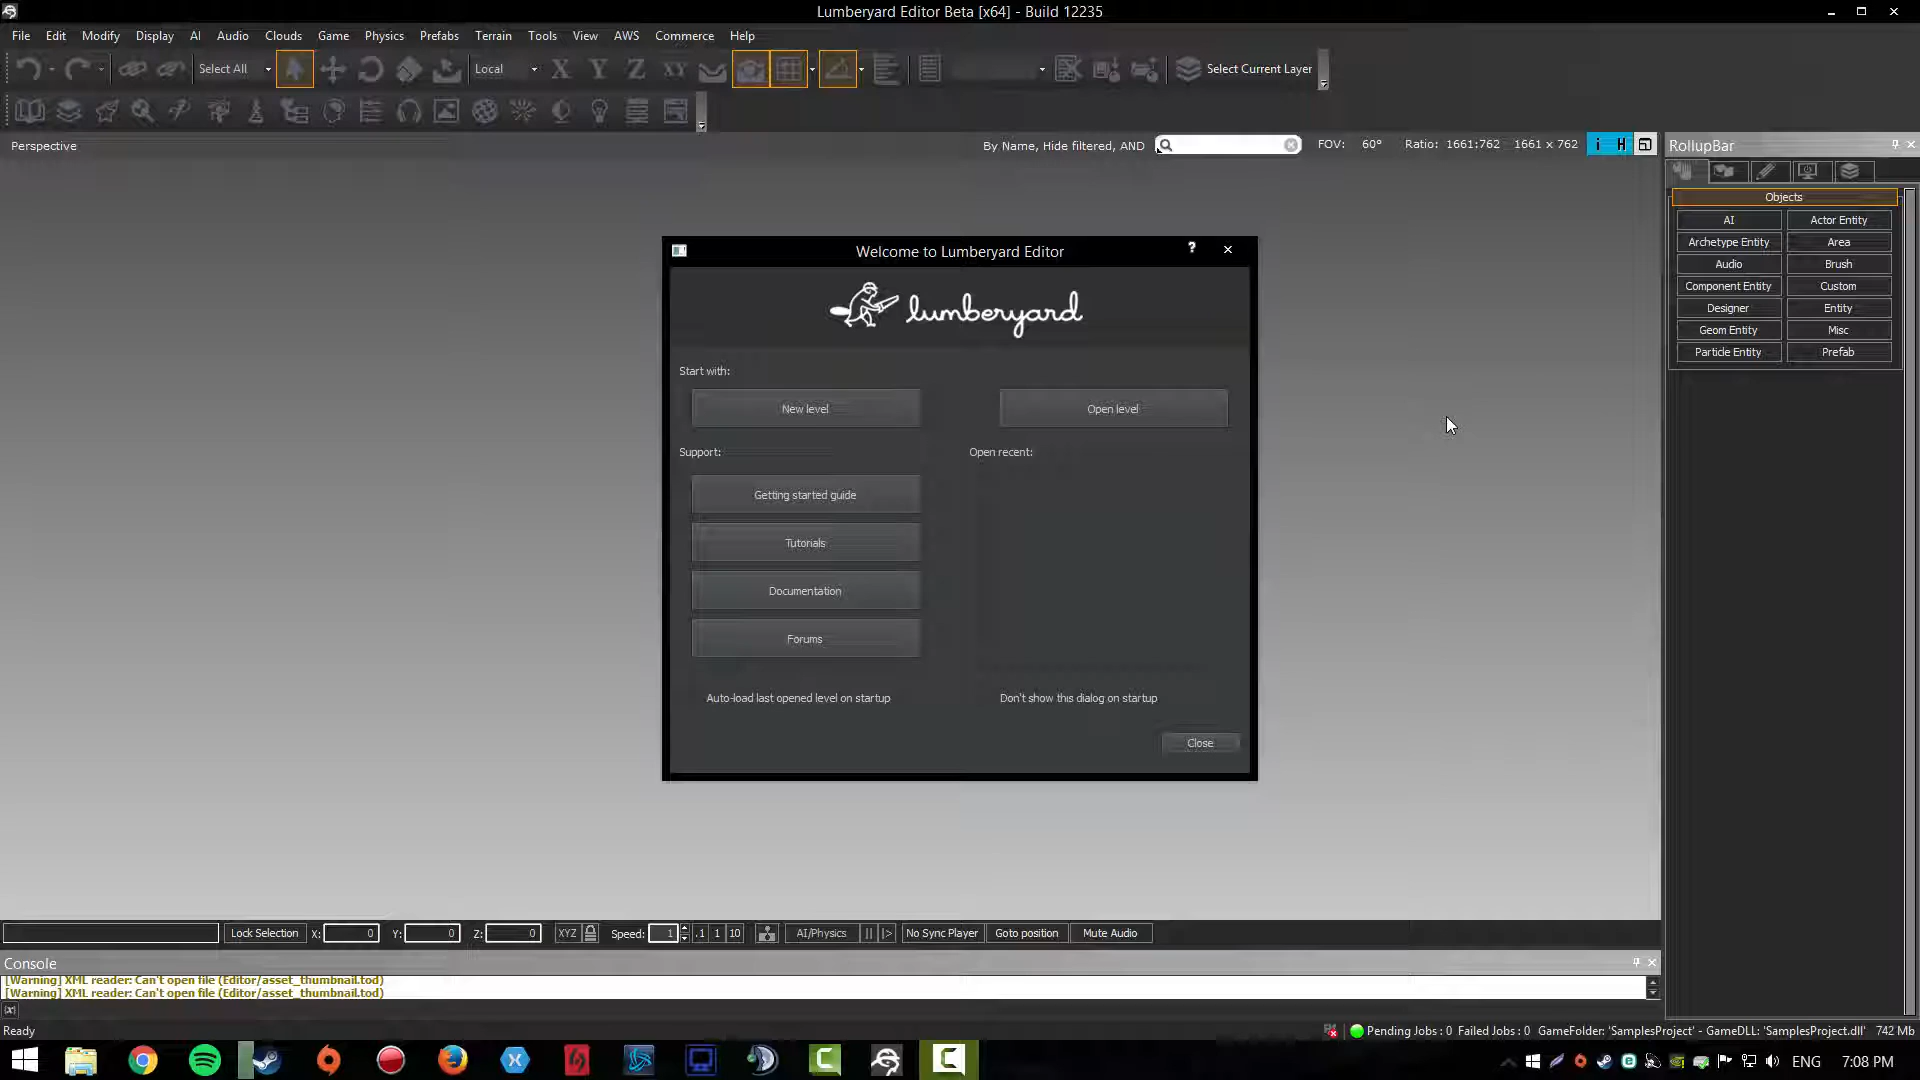 Lumberyard Editor Beta [x64] - Build 12235
File Edit Modify Display AI Audio Clouds Game Physics Prefabs Terrain Tools View AWS Commerce Help
Select All Local X Y Z XY Select Current Layer
Perspective By Name, Hide filtered, AND FOV: 60° Ratio: 1661:762 1661 x 762 i H
RollupBar
Objects
AI Actor Entity
Archetype Entity Area
Audio Brush
Component Entity Custom
Designer Entity
Geom Entity Misc
Particle Entity Prefab
Welcome to Lumberyard Editor ?
lumberyard
Start with:
New level Open level
Support: Open recent:
Getting started guide
Tutorials
Documentation
Forums
Auto-load last opened level on startup Don't show this dialog on startup
Close
Lock Selection X: 0 Y: 0 Z: 0 XYZ Speed: 1 .1 1 10 AI/Physics No Sync Player Goto position Mute Audio
Console
[Warning] XML reader: Can't open file (Editor/asset_thumbnail.tod)
[Warning] XML reader: Can't open file (Editor/asset_thumbnail.tod)
Ready Pending Jobs : 0 Failed Jobs : 0 GameFolder: 'SamplesProject' - GameDLL: 'SamplesProject.dll' 742 Mb
ENG 7:08 PM